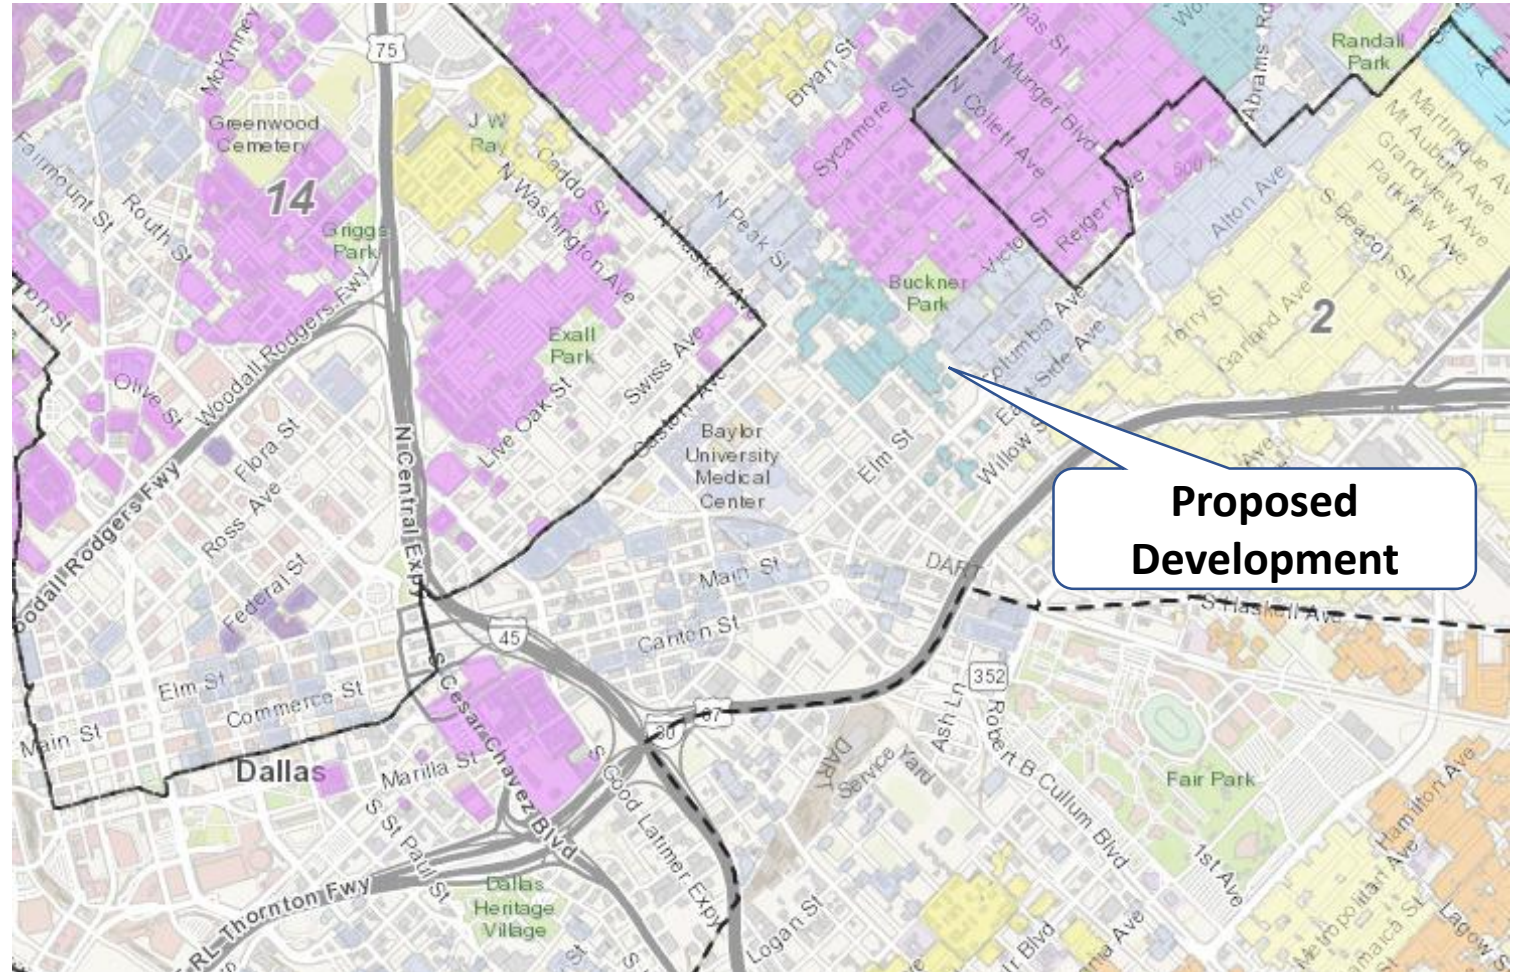 75
McKinney
Greenwood
Cemetery
J W
Ray
Bryan St
Sycamore St
N Munger Blvd
N Collett Ave
Abrams
Randall
Park
Martinique Av
Mt Auburn Ave
Grandview Ave
Parkview Ave
Fairmount St
Routh St
14
Griggs
Park
Caddo St
N Washington Ave
N Haskell Ave
N Peak St
Reiger Ave
Alton Ave
S Beacon St
Buckner
Park
Columbia Ave
East Side Ave
Terry St
Garland Ave
2
Woodall Rodgers Fwy
Exall
Park
Swiss Ave
Olive St
Live Oak St
Gaston Ave
Flora St
Ross Ave
Federal St
N Central Expy
Baylor
University
Medical
Center
Elm St
Willow S
Ave
Proposed
Development
DART
S Haskell Ave
Main St
Canton St
45
Elm St
Commerce St
Main St
Dallas
S Cesar Chavez Blvd
Marilla St
S St Paul St
S Good Latimer Expy
30
67
352
Ash Ln
Robert B Cullum Blvd
DART
Service Yard
Fair Park
1st Ave
Hamilton Ave
Metropolitan Ave
Lagow S
Logan St
RL Thornton Fwy
Dallas
Heritage
Village